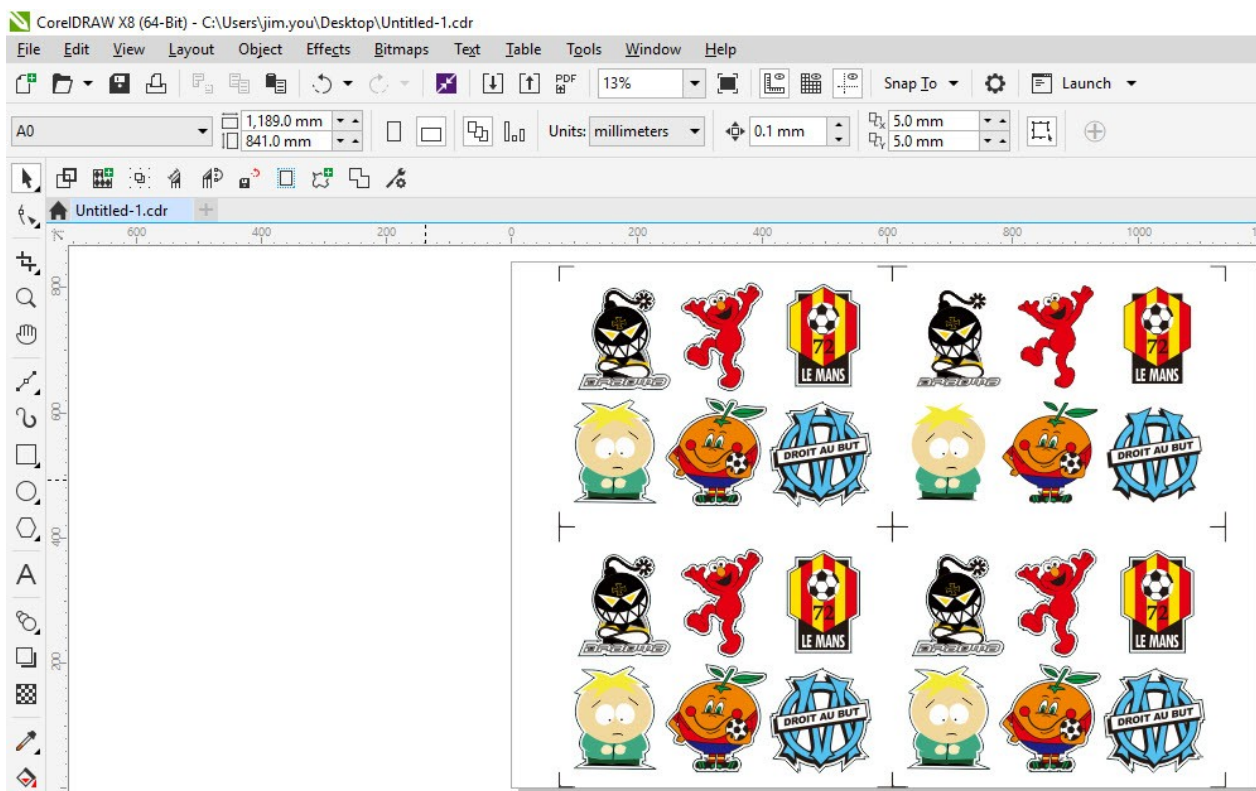 CorelDRAW X8 (64-Bit) - C:\Users\jim.you\Desktop\Untitled-1.cdr
File Edit View Layout Object Effects Bitmaps Text Table Tools Window Help
PDF 13% Snap To Launch
A0 1,189.0 mm 841.0 mm Units: millimeters 0.1 mm 5.0 mm 5.0 mm
Untitled-1.cdr
600 400 200 0 200 400 600 800 1000
800
600
400
200
72 72
LE MANS LE MANS
DROIT AU BUT DROIT AU BUT
72 72
LE MANS LE MANS
DROIT AU BUT DROIT AU BUT